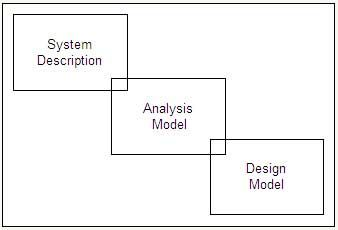 System
Description
Analysis
Model
Design
Model